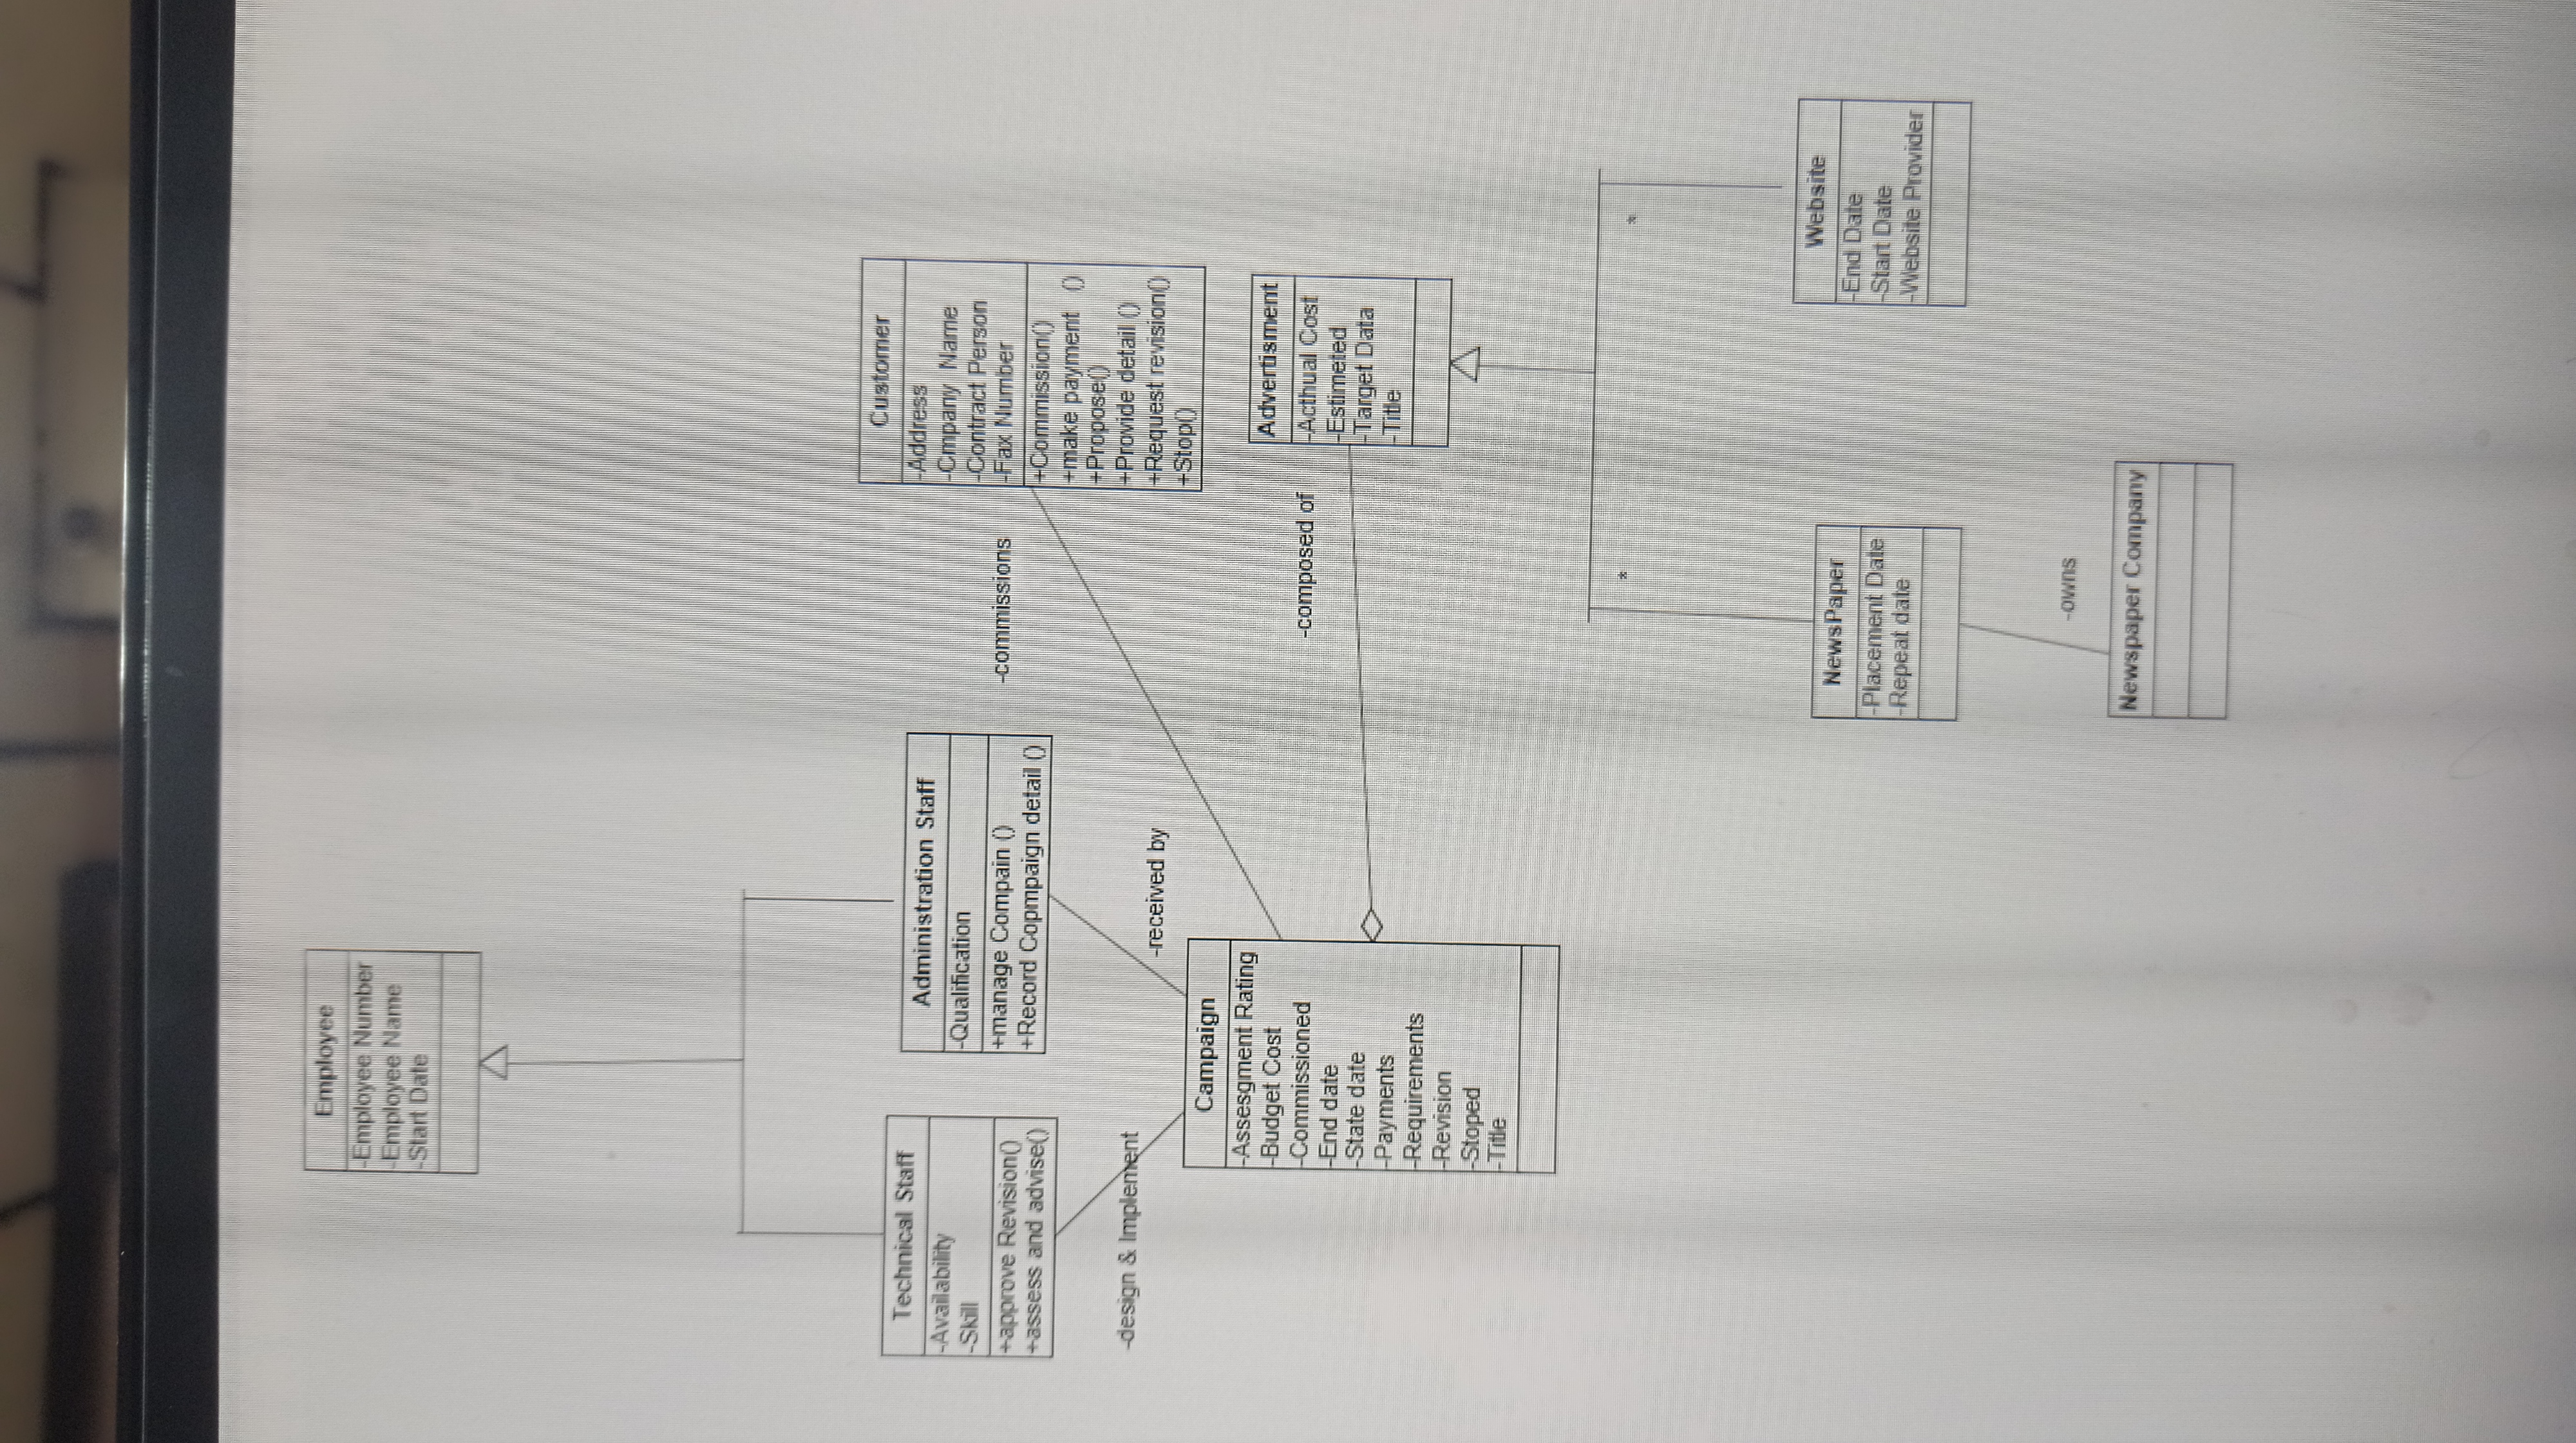 Employee
-Employee Number
-Employee Name
-Start Date
Technical Staff
-Availability
-Skill
+approve Revision()
+assess and advise()
Administration Staff
-Qualification
+manage Compain ()
+Record Copmpaign detail ()
Customer
-Address
-Cmpany Name
-Contract Person
-Fax Number
+Commission()
+make payment ()
+Propose()
+Provide detail ()
+Request revision()
+Stop()
-commissions
-design & Implement
-received by
Campaign
-Assesgment Rating
-Budget Cost
-Commissioned
-End date
-State date
-Payments
-Requirements
-Revision
-Stoped
-Title
-composed of
Advertisment
-Acthual Cost
-Estimeted
-Target Data
-Title
*
*
NewsPaper
-Placement Date
-Repeat date
Website
-End Date
-Start Date
-Website Provider
-owns
Newspaper Company